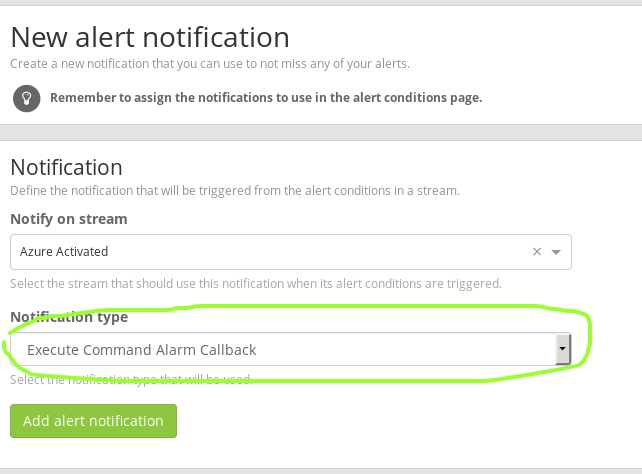 New alert notification
Create a new notification that you can use to not miss any of your alerts.
Remember to assign the notifications to use in the alert conditions page.
Notification
Define the notification that will be triggered from the alert conditions in a stream.
Notify on stream
Azure Activated
Select the stream that should use this notification when its alert conditions are triggered.
Notification type
Execute Command Alarm Callback
Select the notification type that will be used.
Add alert notification